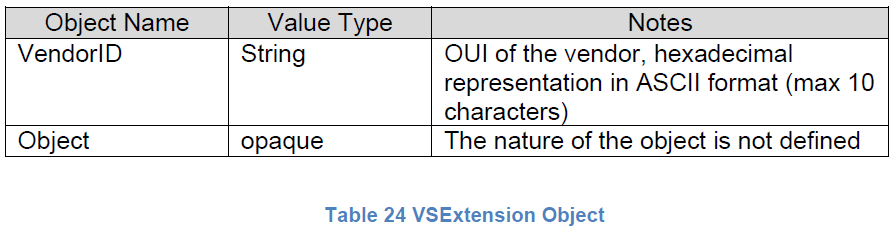 Object Name Value Type Notes
VendorID String OUI of the vendor, hexadecimal
representation in ASCII format (max 10
characters)
Object opaque The nature of the object is not defined
Table 24 VSExtension Object